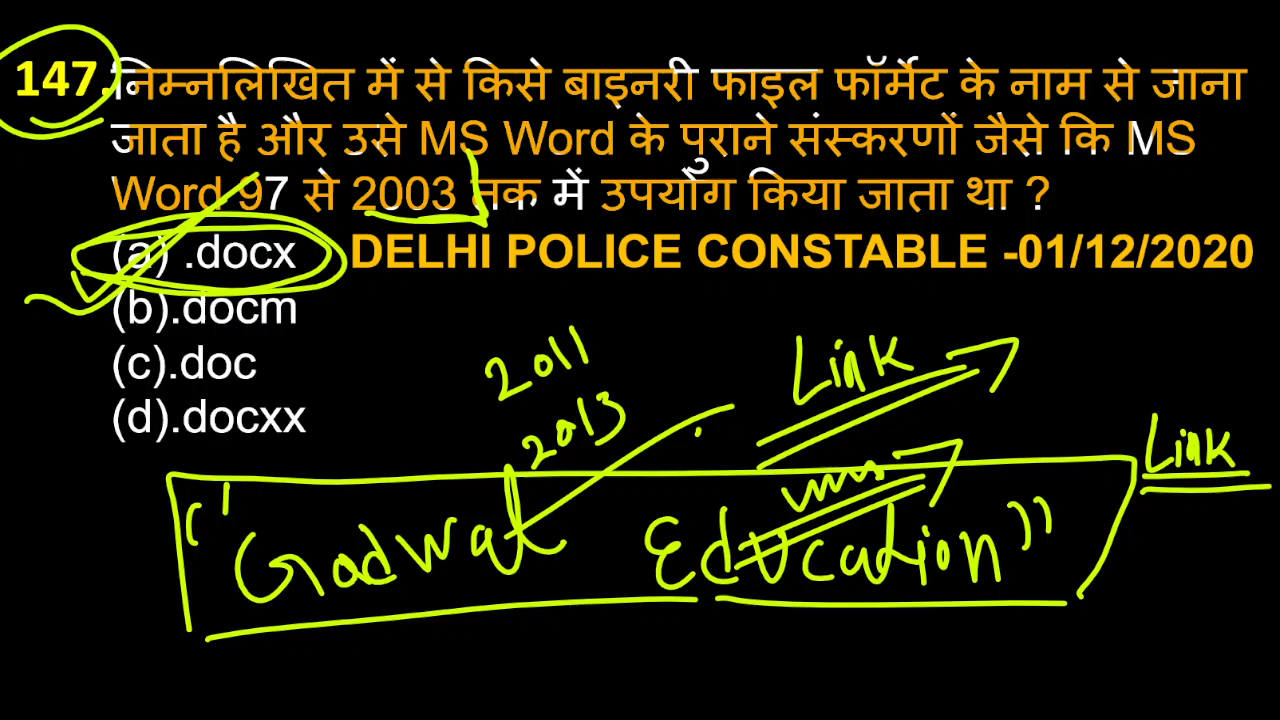 147. निम्नलिखित में से किसे बाइनरी फाइल फॉर्मेट के नाम से जाना
जाता है और उसे MS Word के पुराने संस्करणों जैसे कि MS
Word 97 से 2003 तक में उपयोग किया जाता था ?
(a) .docx DELHI POLICE CONSTABLE -01/12/2020
(b).docm
(c).doc
(d).docxx
2011
2013
Link
Link
"Gadwal Education"